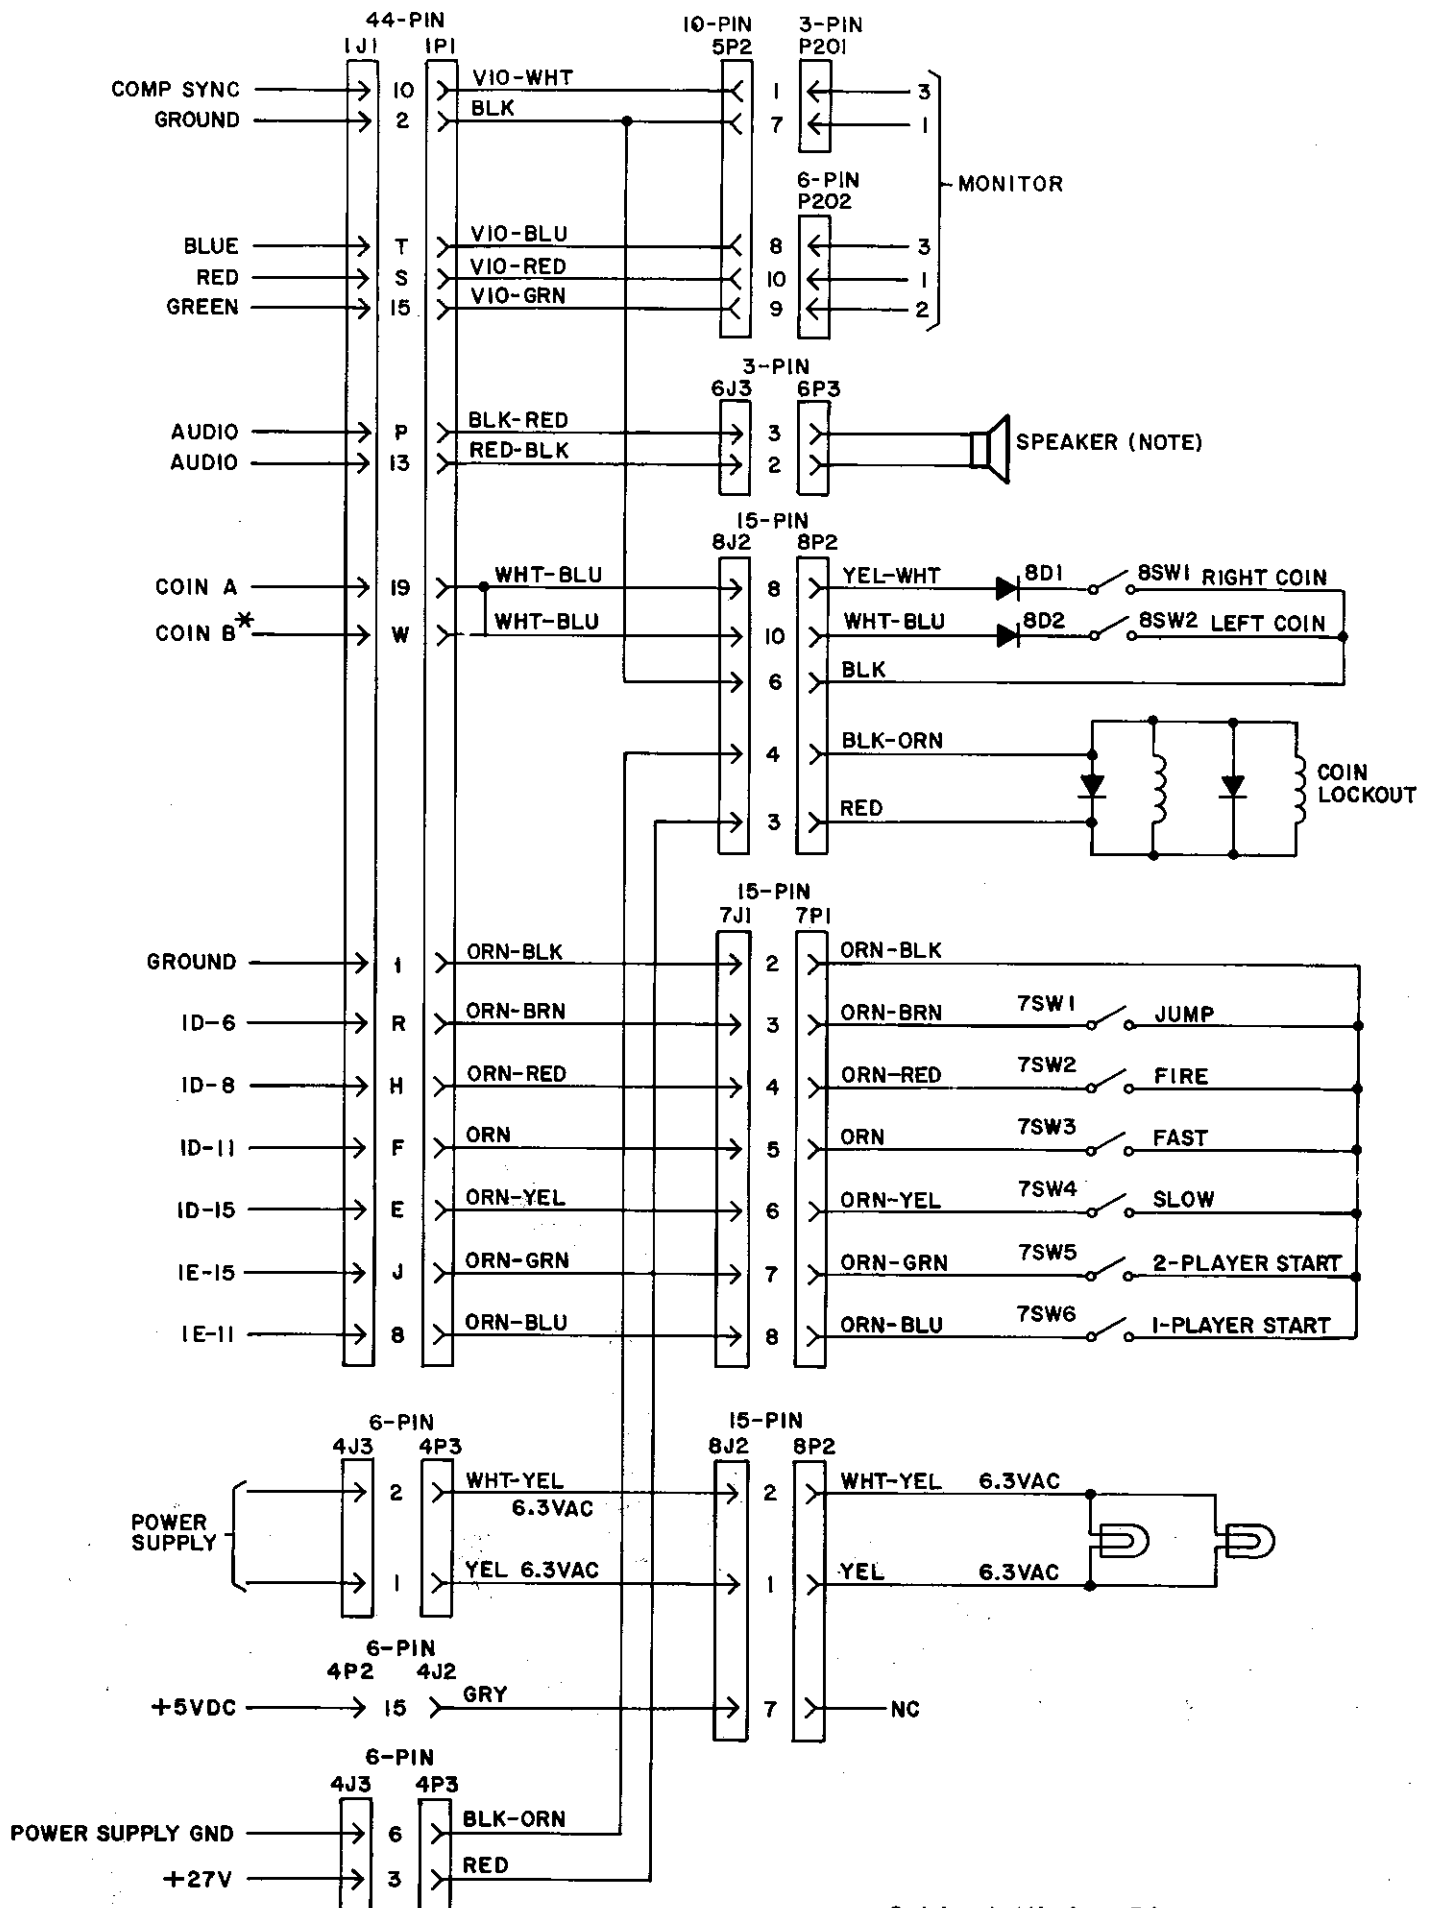 44-PIN 10-PIN 3-PIN
1J1 1P1 5P2 P201
COMP SYNC 10 VIO-WHT 1 3
GROUND 2 BLK 7 1
6-PIN
P202
MONITOR
BLUE T VIO-BLU 8 3
RED S VIO-RED 10 1
GREEN 15 VIO-GRN 9 2
3-PIN
6J3 6P3
AUDIO P BLK-RED 3
AUDIO 13 RED-BLK 2
SPEAKER (NOTE)
15-PIN
8J2 8P2
COIN A 19 WHT-BLU 8 YEL-WHT 8D1 8SW1 RIGHT COIN
COIN B* W WHT-BLU 10 WHT-BLU 8D2 8SW2 LEFT COIN
6 BLK
4 BLK-ORN
COIN
LOCKOUT
3 RED
15-PIN
7J1 7P1
GROUND 1 ORN-BLK 2 ORN-BLK
1D-6 R ORN-BRN 3 ORN-BRN 7SW1 JUMP
1D-8 H ORN-RED 4 ORN-RED 7SW2 FIRE
1D-11 F ORN 5 ORN 7SW3 FAST
1D-15 E ORN-YEL 6 ORN-YEL 7SW4 SLOW
1E-15 J ORN-GRN 7 ORN-GRN 7SW5 2-PLAYER START
1E-11 8 ORN-BLU 8 ORN-BLU 7SW6 1-PLAYER START
6-PIN 15-PIN
4J3 4P3 8J2 8P2
2 WHT-YEL 6.3VAC 2 WHT-YEL 6.3VAC
POWER
SUPPLY
1 YEL 6.3VAC 1 YEL 6.3VAC
6-PIN
4P2 4J2
+5VDC 15 GRY 7 NC
6-PIN
4J3 4P3
POWER SUPPLY GND 6 BLK-ORN
+27V 3 RED